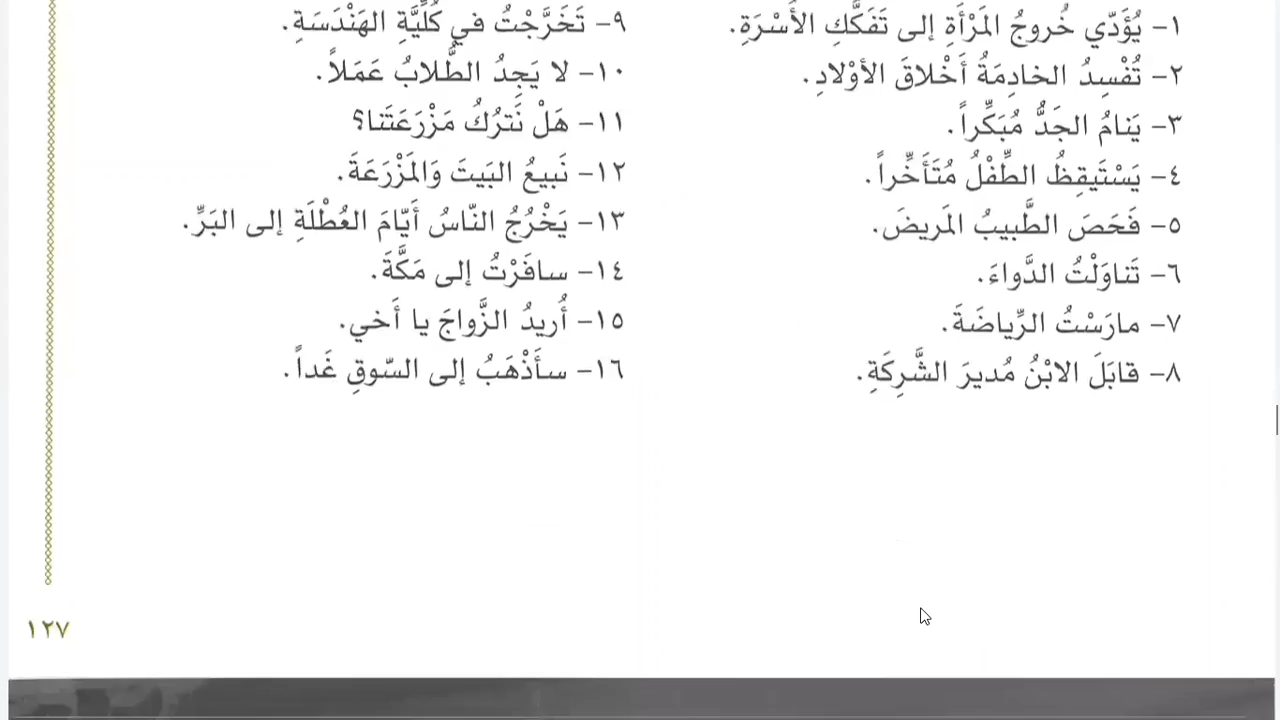 ١- يُؤَدّي خُروجُ المَرْأَةِ إلى تَفَكُّكِ الأُسْرَةِ.
٢- تُفْسِدُ الخادِمَةُ أَخْلاقَ الأوْلادِ.
٣- يَنامُ الجَدُّ مُبَكِّراً.
٤- يَسْتَيقِظُ الطِّفْلُ مُتَأَخِّراً.
٥- فَحَصَ الطَّبيبُ المَريضَ.
٦- تَناوَلْتُ الدَّواءَ.
٧- مارَسْتُ الرِّياضَةَ.
٨- قابَلَ الابْنُ مُديرَ الشَّرِكَةِ.
٩- تَخَرَّجْتُ في كُلِّيَّةِ الهَنْدَسَةِ.
١٠- لا يَجِدُ الطُّلابُ عَمَلاً.
١١- هَلْ نَترُكُ مَزْرَعَتَنا؟
١٢- نَبيعُ البَيتَ وَالمَزْرَعَةَ.
١٣- يَخْرُجُ النّاسُ أَيّامَ العُطْلَةِ إلى البَرِّ.
١٤- سافَرْتُ إلى مَكَّةَ.
١٥- أُريدُ الزَّواجَ يا أَخي.
١٦- سأَذْهَبُ إلى السّوقِ غَداً.
١٢٧